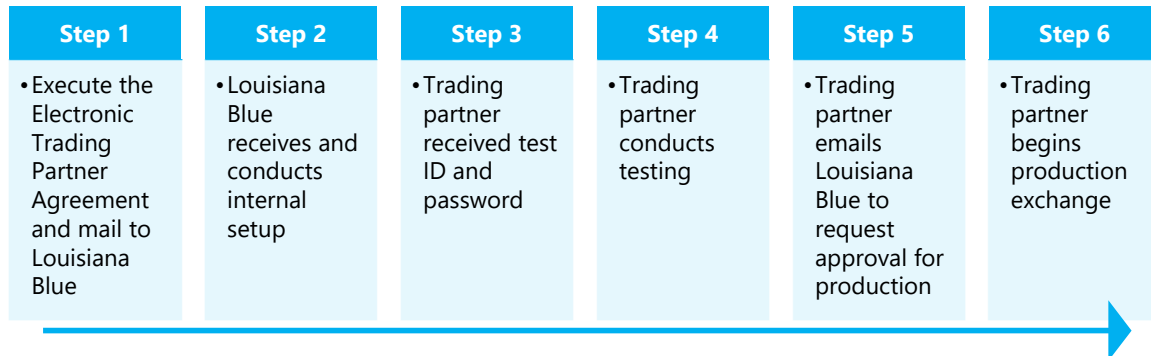 Step 1
•Execute the
Electronic
Trading
Partner
Agreement
and mail to
Louisiana
Blue
Step 2
•Louisiana
Blue
receives and
conducts
internal
setup
Step 3
•Trading
partner
received test
ID and
password
Step 4
•Trading
partner
conducts
testing
Step 5
•Trading
partner
emails
Louisiana
Blue to
request
approval for
production
Step 6
•Trading
partner
begins
production
exchange